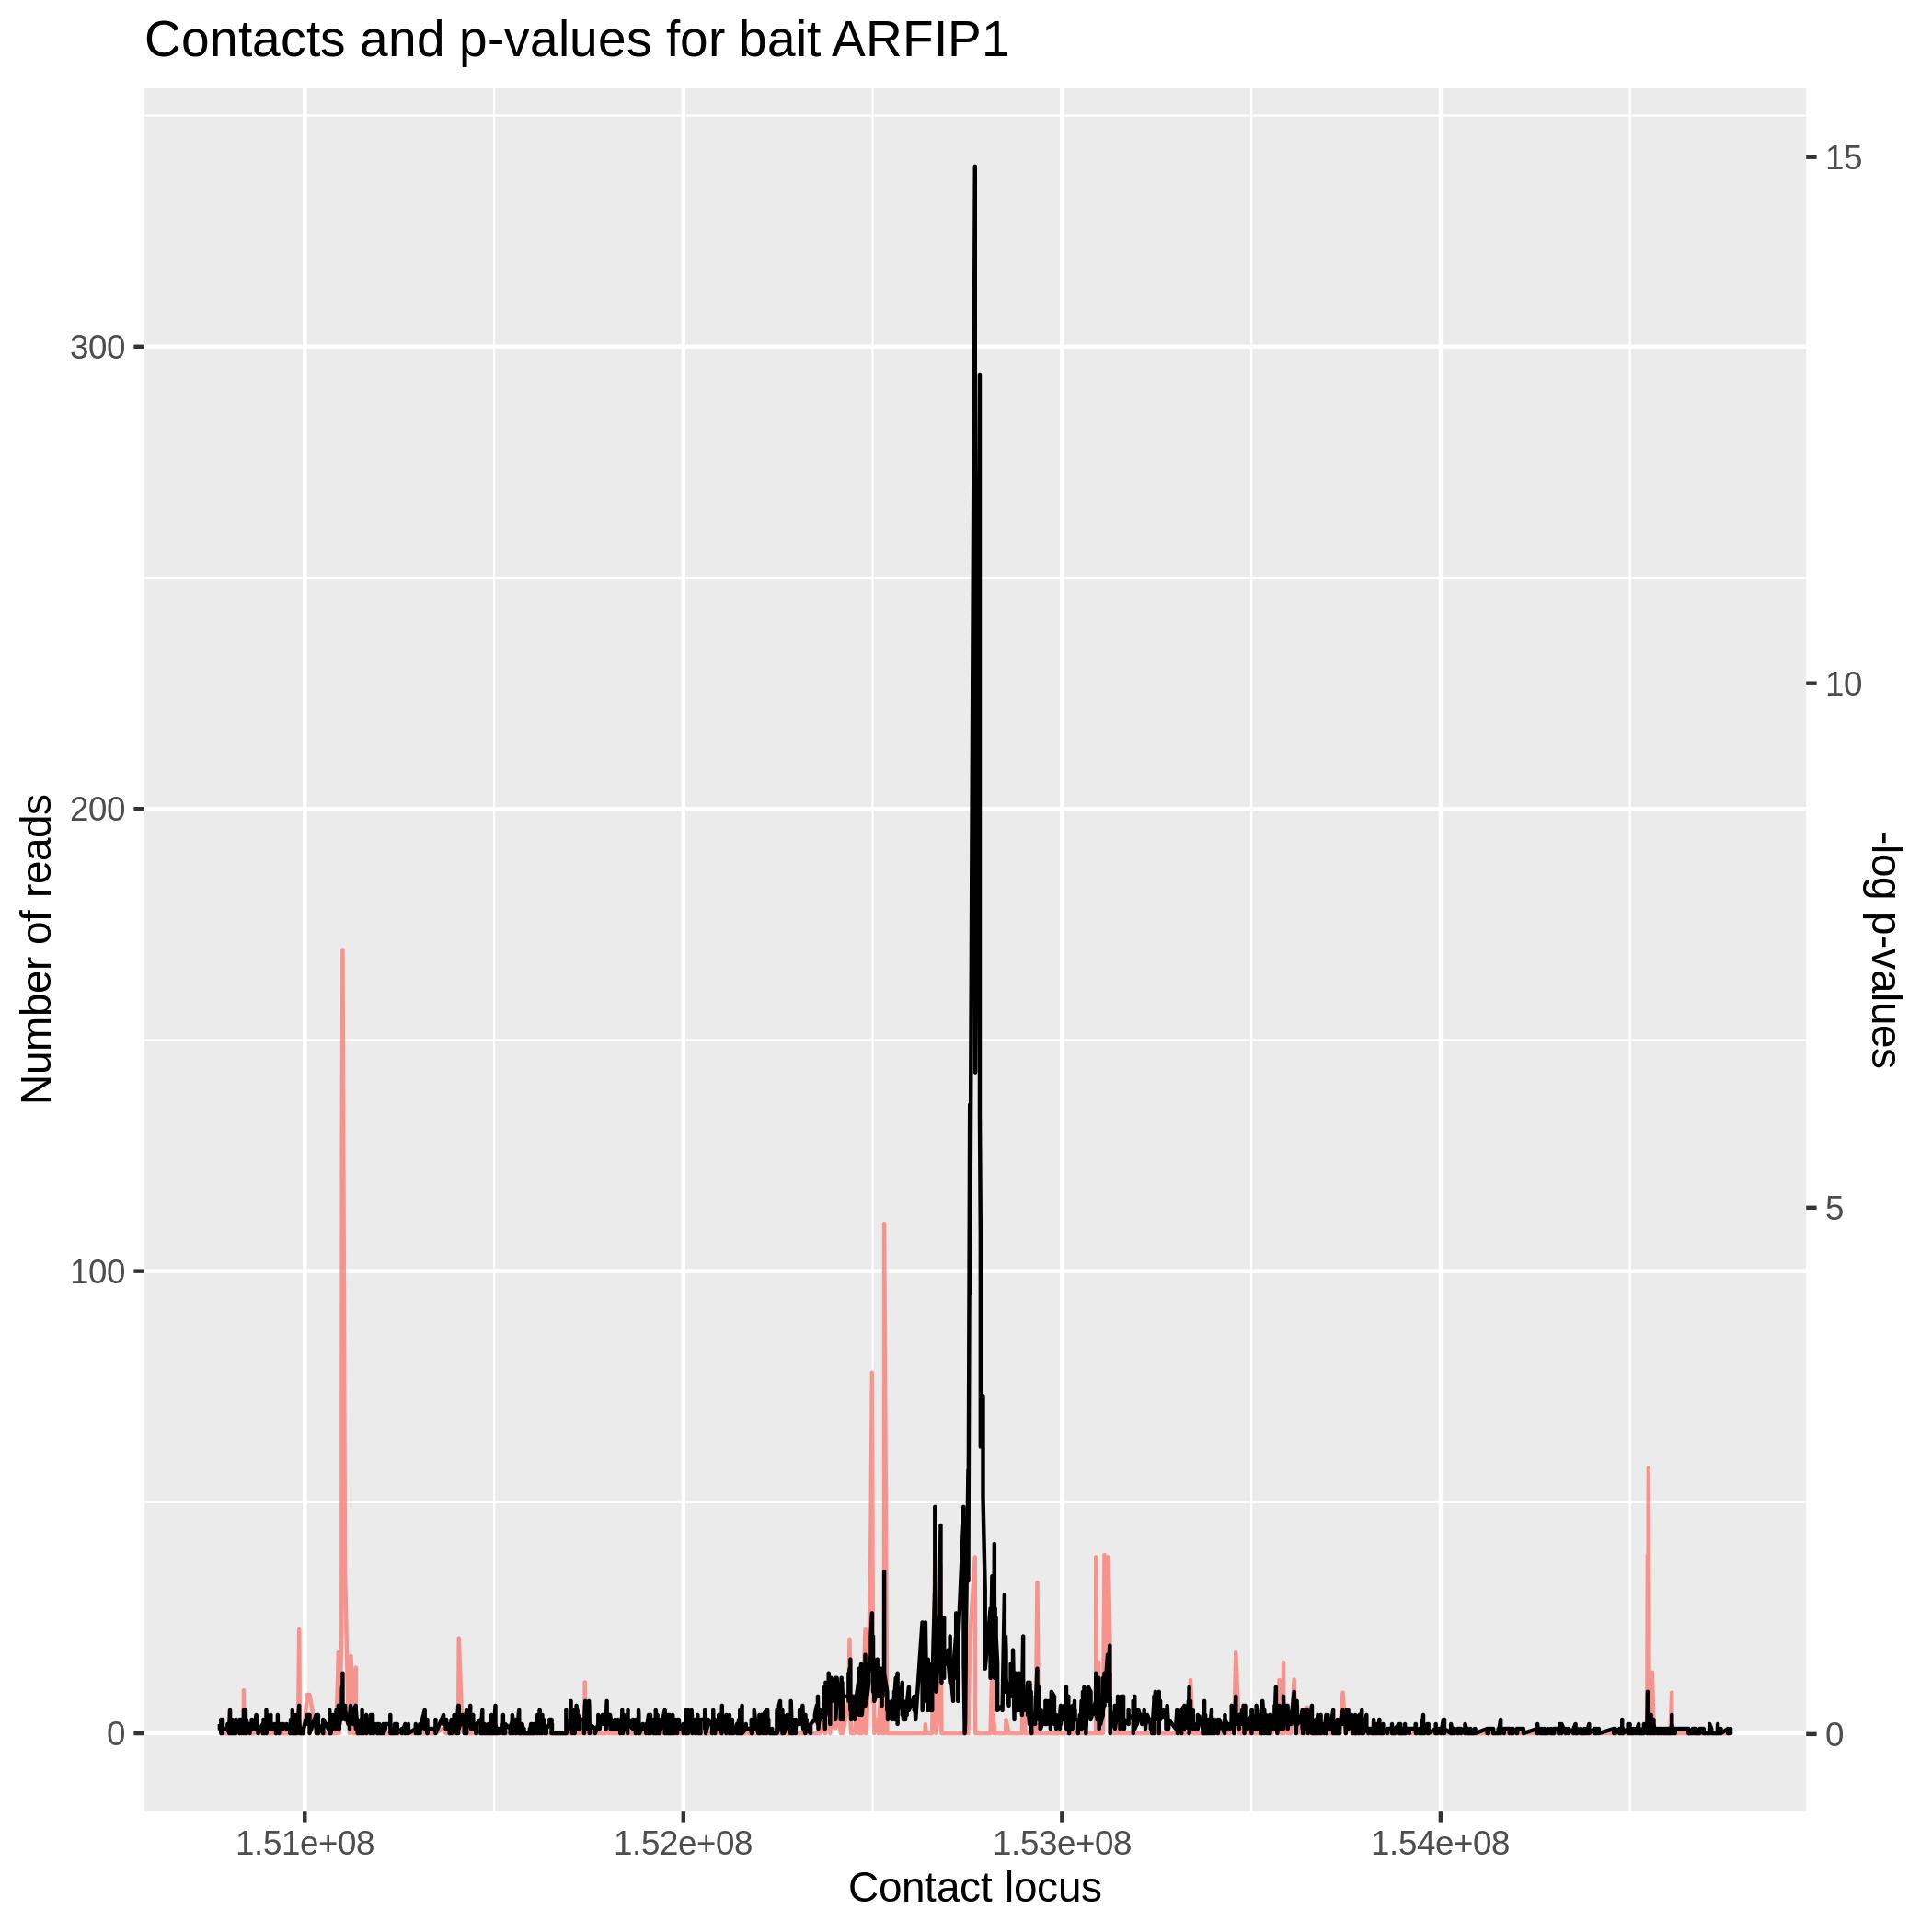 Contacts and p-values for bait ARFIP1
Number of reads
300
200
100
0
15
10
5
0
-log p-values
1.51e+08 1.52e+08 1.53e+08 1.54e+08
Contact locus